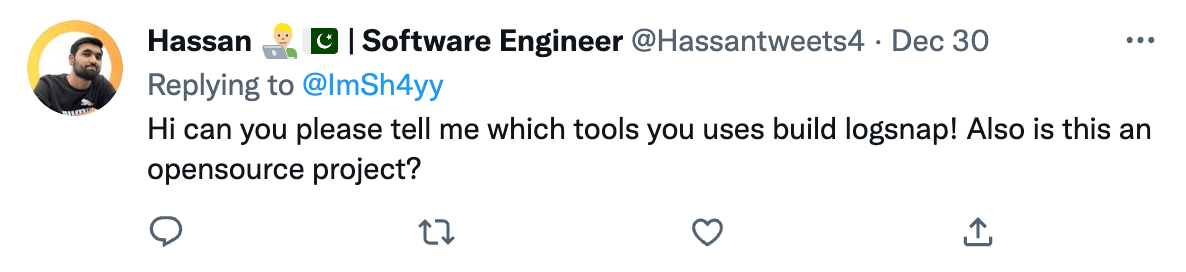 Hassan 👨🏼‍💻🇵🇰 | Software Engineer @Hassantweets4 · Dec 30
Replying to @ImSh4yy
Hi can you please tell me which tools you uses build logsnap! Also is this an
opensource project?